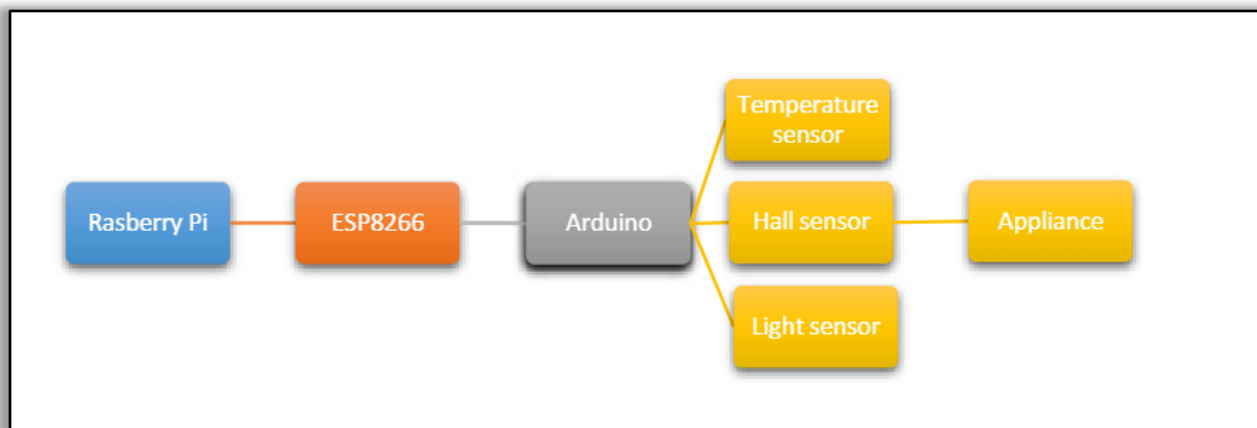 Temperature
sensor
Rasberry Pi
ESP8266
Arduino
Hall sensor
Appliance
Light sensor